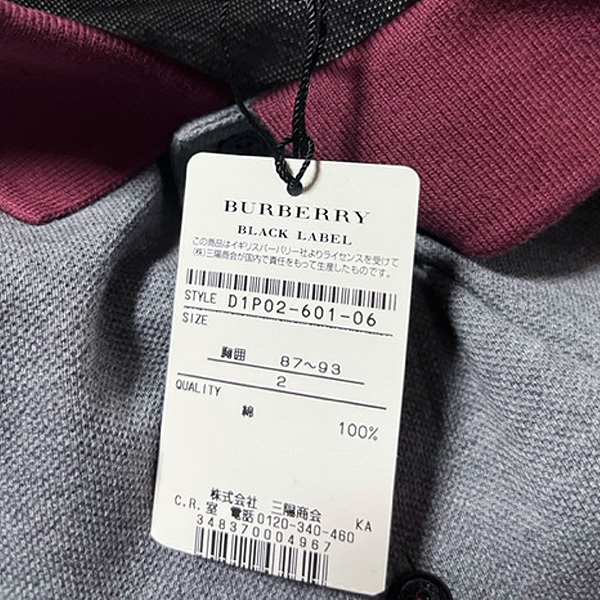 BURBERRY
BLACK LABEL
この商品はイギリスバーバリー社よりライセンスを受けて
(株)三陽商会が国内で責任をもって生産したものです。
STYLE D1P02-601-06
SIZE
胸囲 87~93
2
QUALITY
綿
100%
株式会社 三陽商会
C.R.室 電話0120-340-460 KA
348370004967